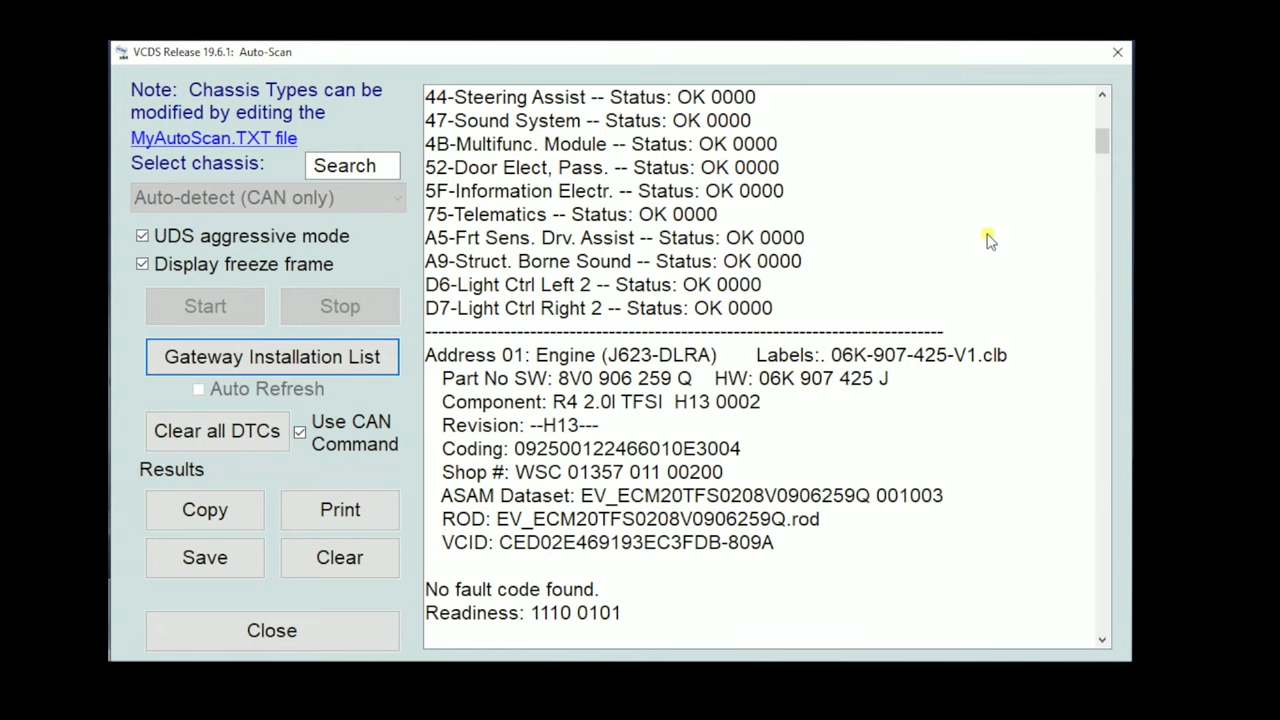 VCDS Release 19.6.1: Auto-Scan
Note: Chassis Types can be
modified by editing the
MyAutoScan.TXT file
Select chassis:
Search
Auto-detect (CAN only)
UDS aggressive mode
Display freeze frame
Start
Stop
Gateway Installation List
Auto Refresh
Clear all DTCs
Use CAN
Command
Results
Copy
Print
Save
Clear
Close
44-Steering Assist -- Status: OK 0000
47-Sound System -- Status: OK 0000
4B-Multifunc. Module -- Status: OK 0000
52-Door Elect, Pass. -- Status: OK 0000
5F-Information Electr. -- Status: OK 0000
75-Telematics -- Status: OK 0000
A5-Frt Sens. Drv. Assist -- Status: OK 0000
A9-Struct. Borne Sound -- Status: OK 0000
D6-Light Ctrl Left 2 -- Status: OK 0000
D7-Light Ctrl Right 2 -- Status: OK 0000
-------------------------------------------------------------------------------
Address 01: Engine (J623-DLRA) Labels:. 06K-907-425-V1.clb
Part No SW: 8V0 906 259 Q HW: 06K 907 425 J
Component: R4 2.0l TFSI H13 0002
Revision: --H13---
Coding: 092500122466010E3004
Shop #: WSC 01357 011 00200
ASAM Dataset: EV_ECM20TFS0208V0906259Q 001003
ROD: EV_ECM20TFS0208V0906259Q.rod
VCID: CED02E469193EC3FDB-809A
No fault code found.
Readiness: 1110 0101